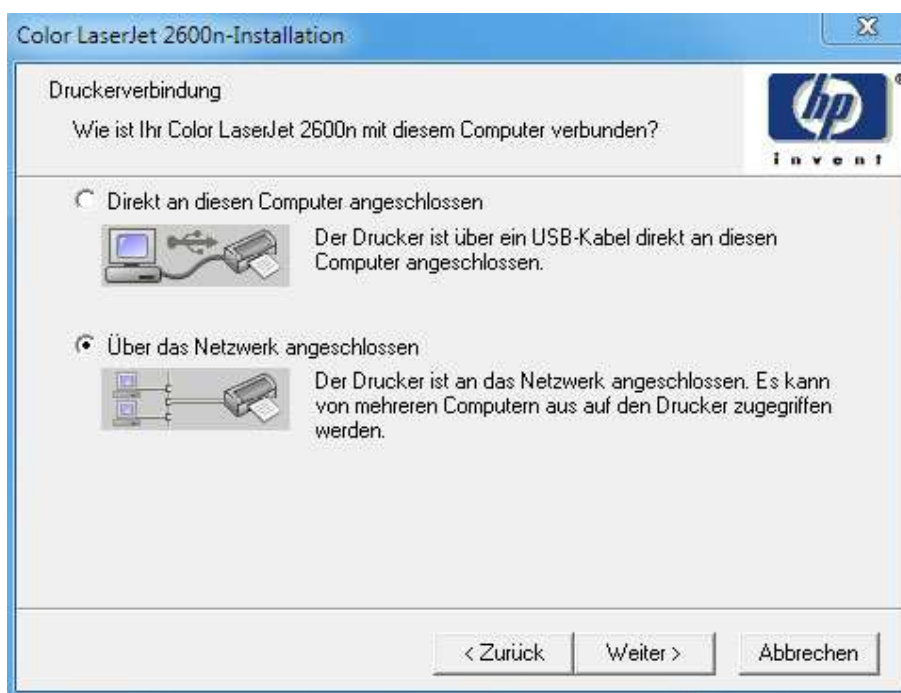 Color LaserJet 2600n-Installation
Druckerverbindung
Wie ist Ihr Color LaserJet 2600n mit diesem Computer verbunden?
hp
®
invent
Direkt an diesen Computer angeschlossen
Der Drucker ist über ein USB-Kabel direkt an diesen
Computer angeschlossen.
Über das Netzwerk angeschlossen
Der Drucker ist an das Netzwerk angeschlossen. Es kann
von mehreren Computern aus auf den Drucker zugegriffen
werden.
< Zurück
Weiter >
Abbrechen